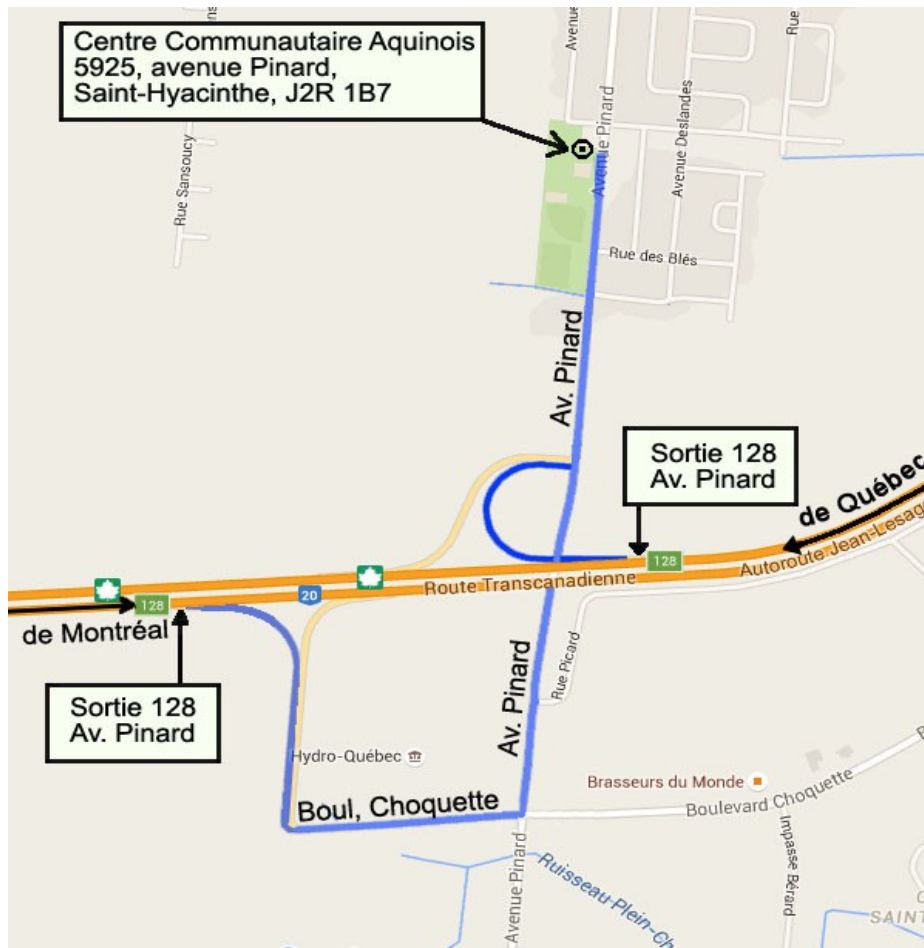 Centre Communautaire Aquinois
5925, avenue Pinard,
Saint-Hyacinthe, J2R 1B7
Rue
Avenue
Rue Sansoucy
Avenue Pinard
Avenue Deslandes
Rue des Blés
Av. Pinard
Sortie 128
Av. Pinard
de Québec
128
Autoroute Jean-Lesag
Route Transcanadienne
20
128
de Montréal
Sortie 128
Av. Pinard
Av. Pinard
Rue Picard
Hydro-Québec
Boul, Choquette
Brasseurs du Monde
Boulevard Choquette
Impasse Bérard
Avenue Pinard
Ruisseau Plein-Ch
SAINT